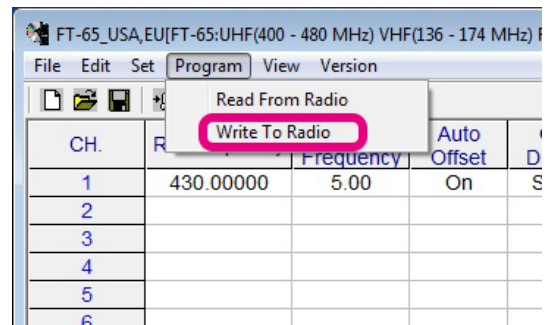 FT-65_USA,EU[FT-65:UHF(400 - 480 MHz) VHF(136 - 174 MHz)
File Edit Set Program View Version
Read From Radio
Write To Radio
CH. Frequency Auto Offset
1 430.00000 5.00 On
2
3
4
5
6